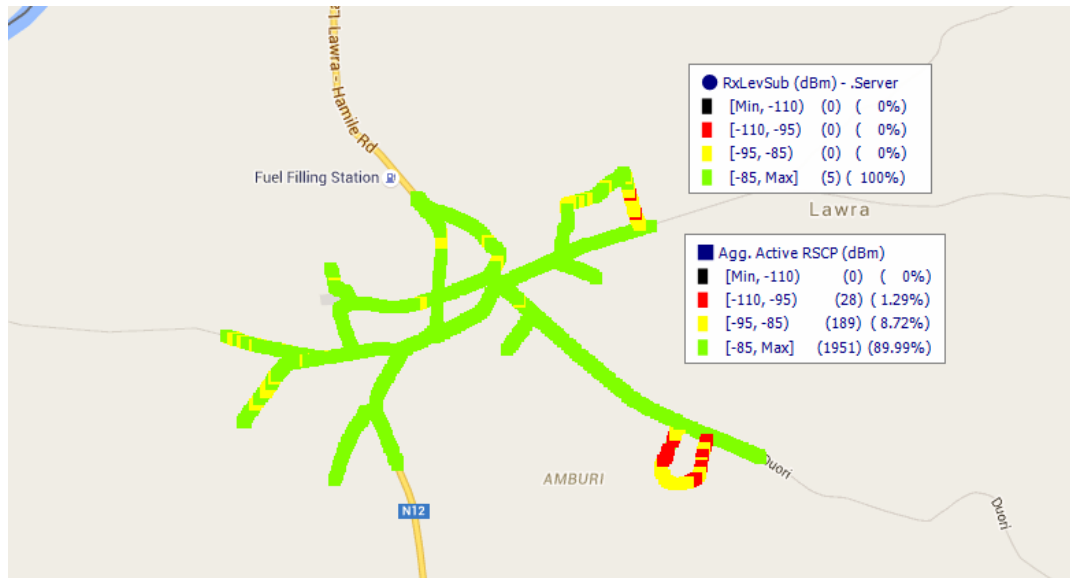 Lawra - Hamile Rd
Fuel Filling Station
RxLevSub (dBm) - .Server
[Min, -110) (0) ( 0%)
[-110, -95) (0) ( 0%)
[-95, -85) (0) ( 0%)
[-85, Max] (5) ( 100%)
Lawra
Agg. Active RSCP (dBm)
[Min, -110) (0) ( 0%)
[-110, -95) (28) ( 1.29%)
[-95, -85) (189) ( 8.72%)
[-85, Max] (1951) (89.99%)
Duori
AMBURI
N12
Duori